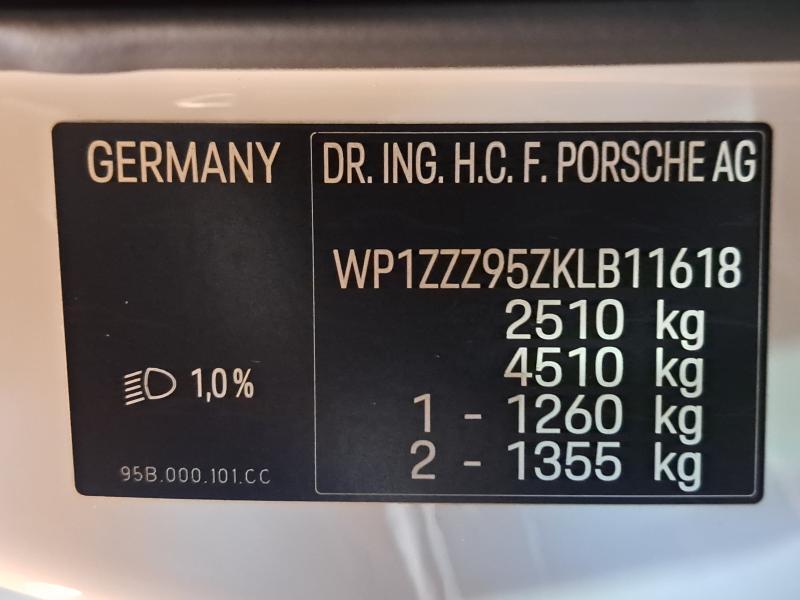 GERMANY
1,0%
95B.000.101.CC
DR. ING. H.C. F. PORSCHE AG
WP1ZZZ95ZKLB11618
2510 kg
4510 kg
1 - 1260 kg
2 - 1355 kg